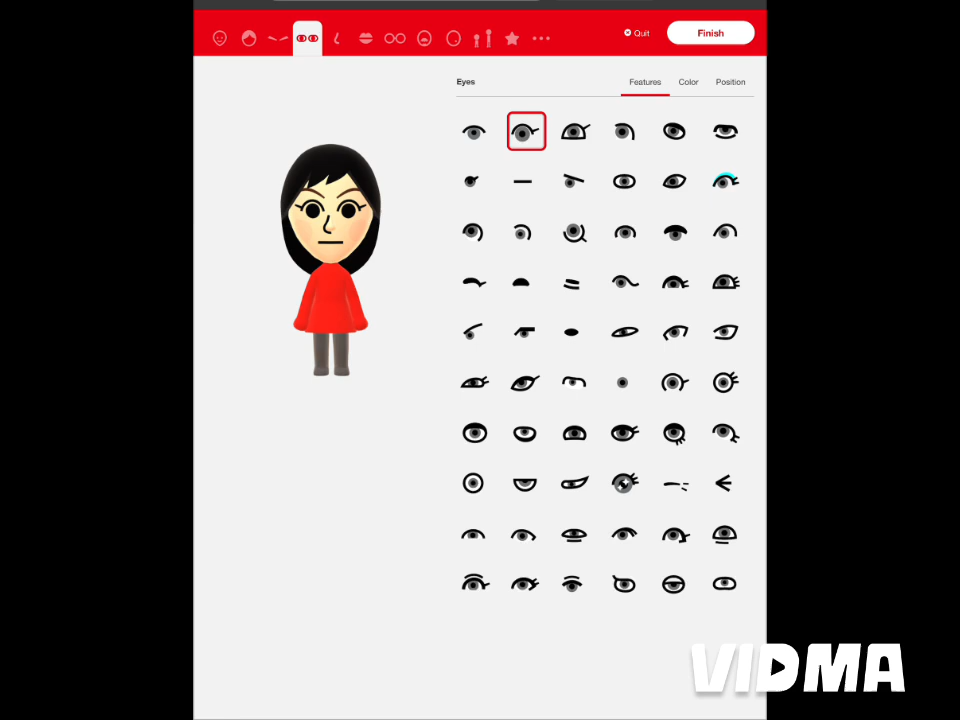 Quit
Finish
Eyes
Features
Color
Position
VIDMA